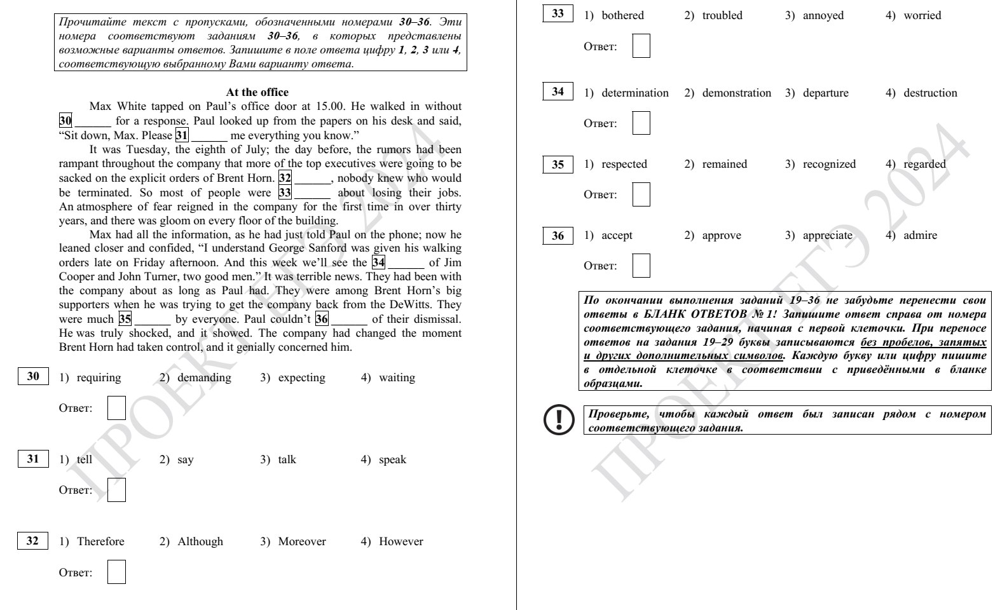 Прочитайте текст с пропусками, обозначенными номерами 30–36. Эти
номера соответствуют заданиям 30–36, в которых представлены
возможные варианты ответов. Запишите в поле ответа цифру 1, 2, 3 или 4,
соответствующую выбранному Вами варианту ответа.
At the office
Max White tapped on Paul’s office door at 15.00. He walked in without
30 ______ for a response. Paul looked up from the papers on his desk and said,
“Sit down, Max. Please 31 ______ me everything you know.”
It was Tuesday, the eighth of July; the day before, the rumors had been
rampant throughout the company that more of the top executives were going to be
sacked on the explicit orders of Brent Horn. 32 ______, nobody knew who would
be terminated. So most of people were 33 ______ about losing their jobs.
An atmosphere of fear reigned in the company for the first time in over thirty
years, and there was gloom on every floor of the building.
Max had all the information, as he had just told Paul on the phone; now he
leaned closer and confided, “I understand George Sanford was given his walking
orders late on Friday afternoon. And this week we’ll see the 34 ______ of Jim
Cooper and John Turner, two good men.” It was terrible news. They had been with
the company about as long as Paul had. They were among Brent Horn’s big
supporters when he was trying to get the company back from the DeWitts. They
were much 35 ______ by everyone. Paul couldn’t 36 ______ of their dismissal.
He was truly shocked, and it showed. The company had changed the moment
Brent Horn had taken control, and it genially concerned him.
30 1) requiring 2) demanding 3) expecting 4) waiting
Ответ:
31 1) tell 2) say 3) talk 4) speak
Ответ:
32 1) Therefore 2) Although 3) Moreover 4) However
Ответ:
ПРОЕКТ ЕГЭ 2024
33 1) bothered 2) troubled 3) annoyed 4) worried
Ответ:
34 1) determination 2) demonstration 3) departure 4) destruction
Ответ:
35 1) respected 2) remained 3) recognized 4) regarded
Ответ:
36 1) accept 2) approve 3) appreciate 4) admire
Ответ:
По окончании выполнения заданий 19–36 не забудьте перенести свои
ответы в БЛАНК ОТВЕТОВ № 1! Запишите ответ справа от номера
соответствующего задания, начиная с первой клеточки. При переносе
ответов на задания 19–29 буквы записываются без пробелов, запятых
и других дополнительных символов. Каждую букву или цифру пишите
в отдельной клеточке в соответствии с приведёнными в бланке
образцами.
! Проверьте, чтобы каждый ответ был записан рядом с номером
соответствующего задания.
ПРОЕКТ ЕГЭ 2024